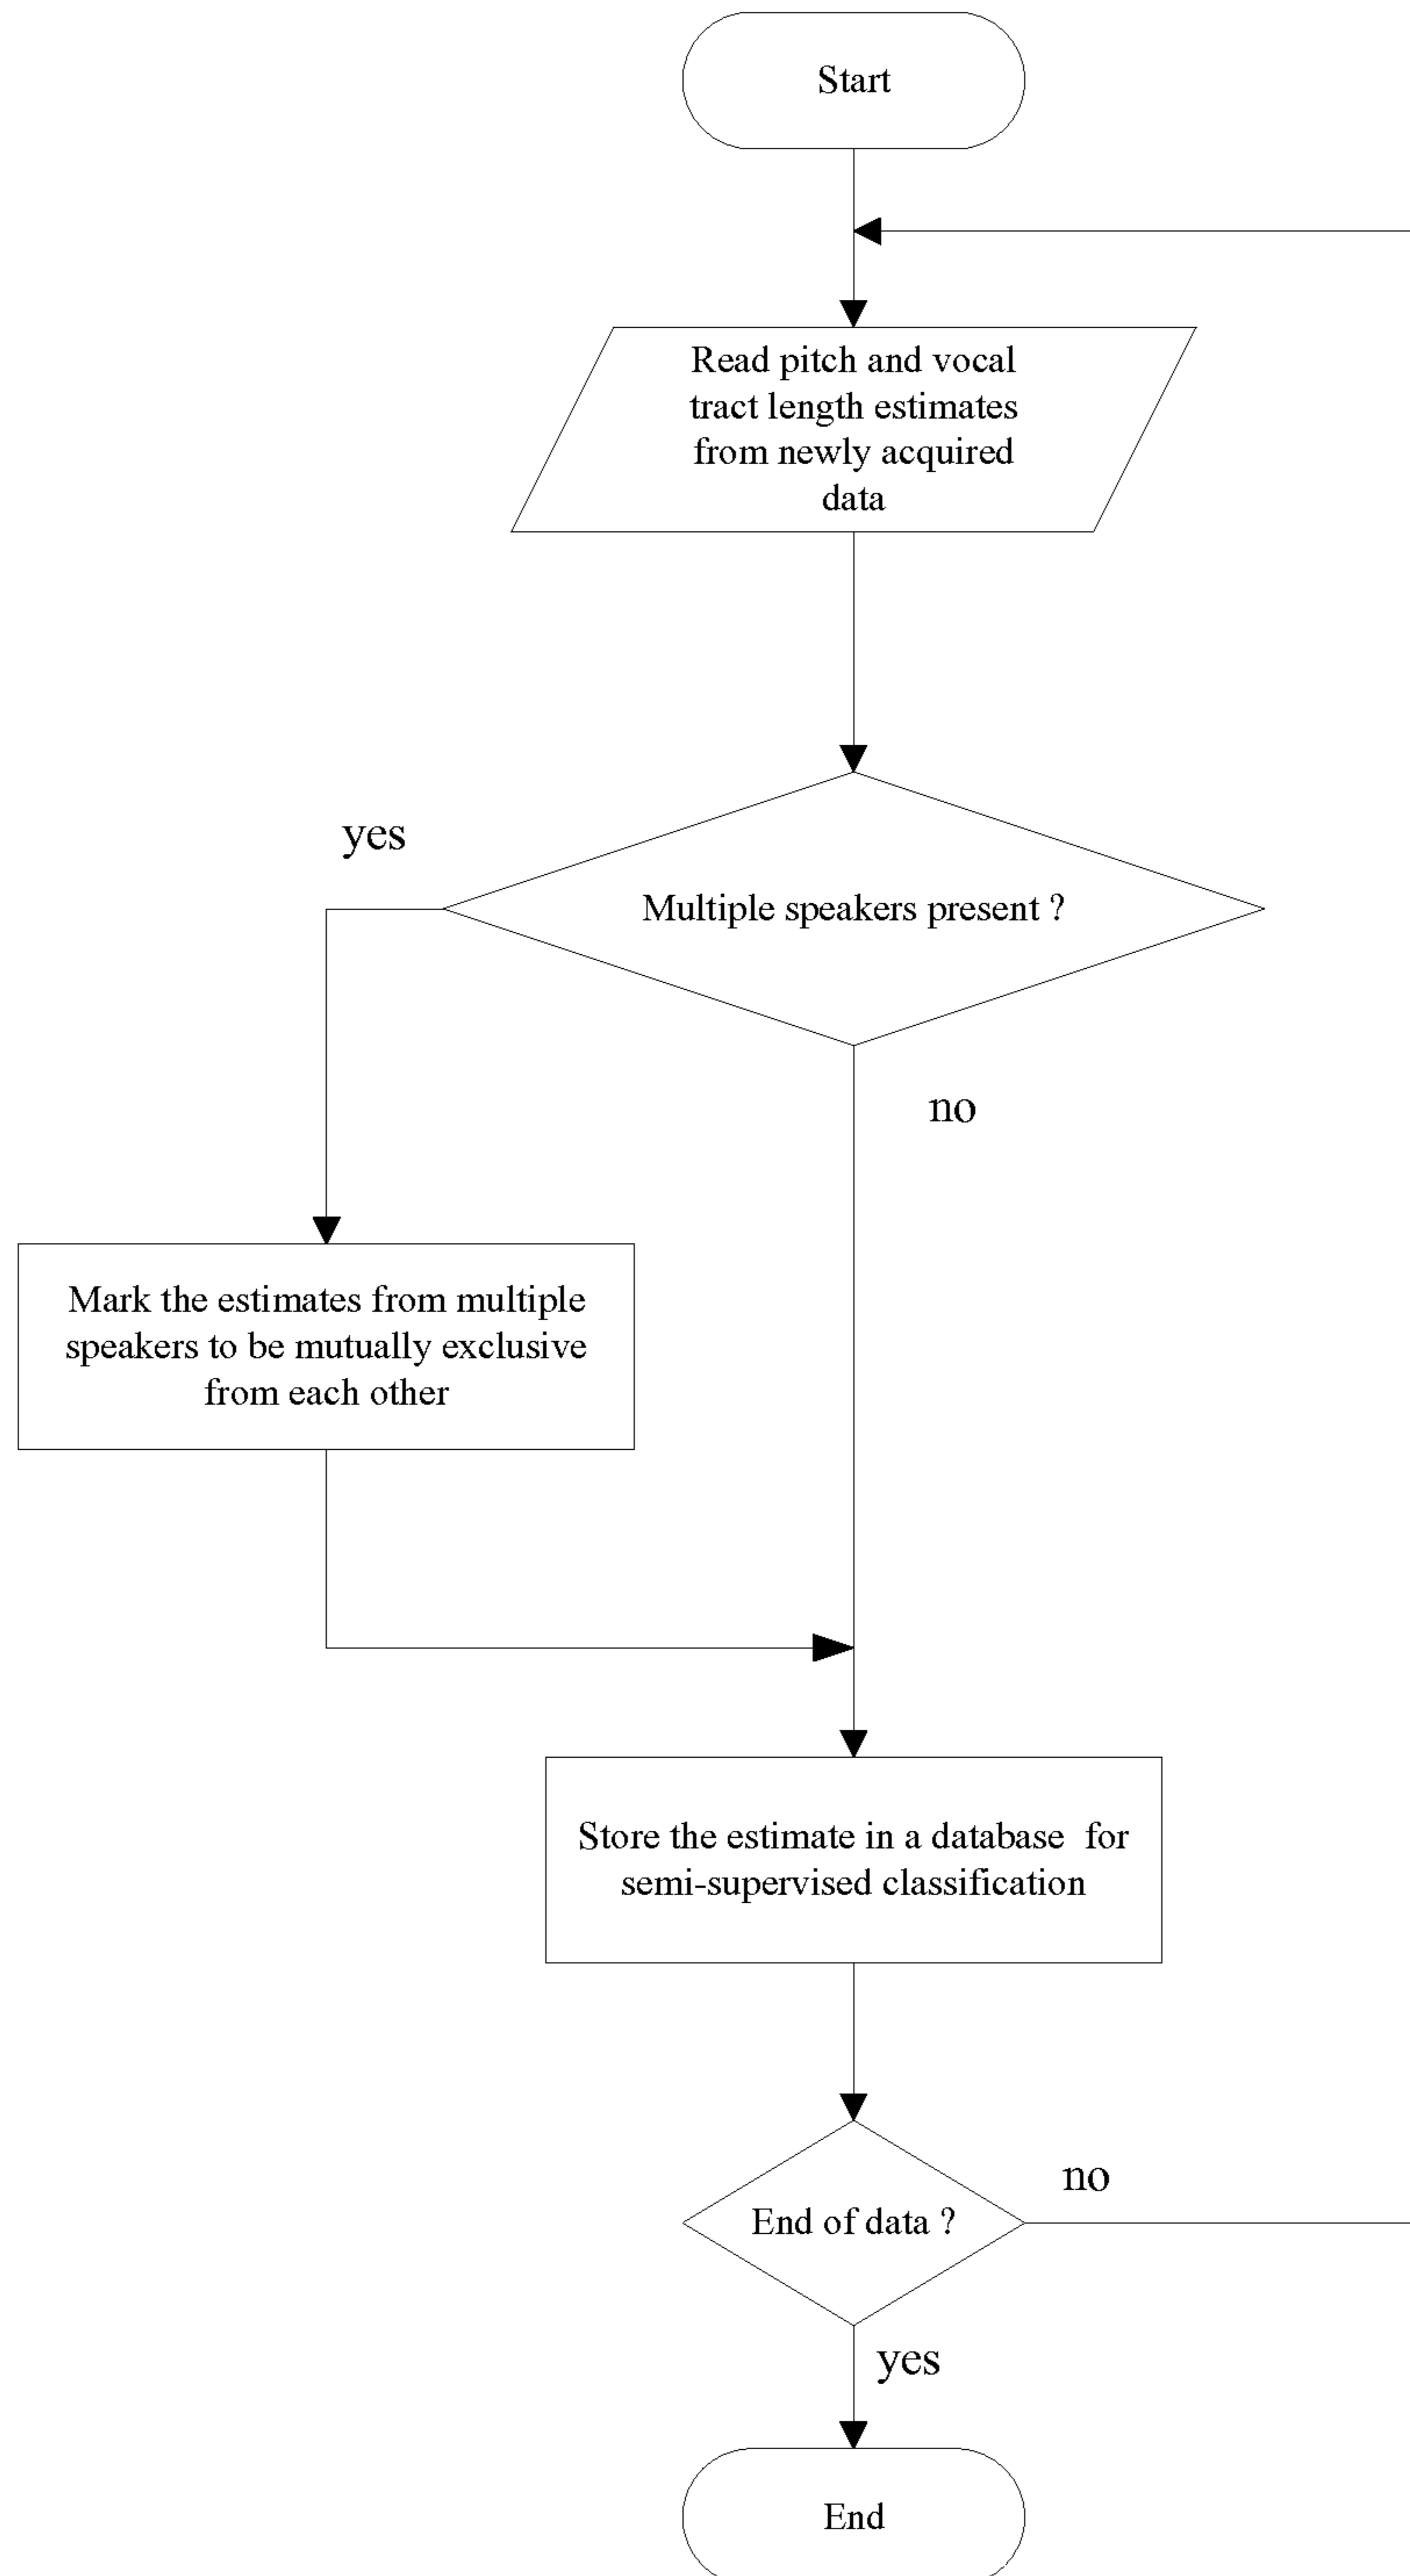 Start
Read pitch and vocal
tract length estimates
from newly acquired
data
yes
Multiple speakers present ?
no
Mark the estimates from multiple
speakers to be mutually exclusive
from each other
Store the estimate in a database  for
semi-supervised classification
no
End of data ?
yes
End